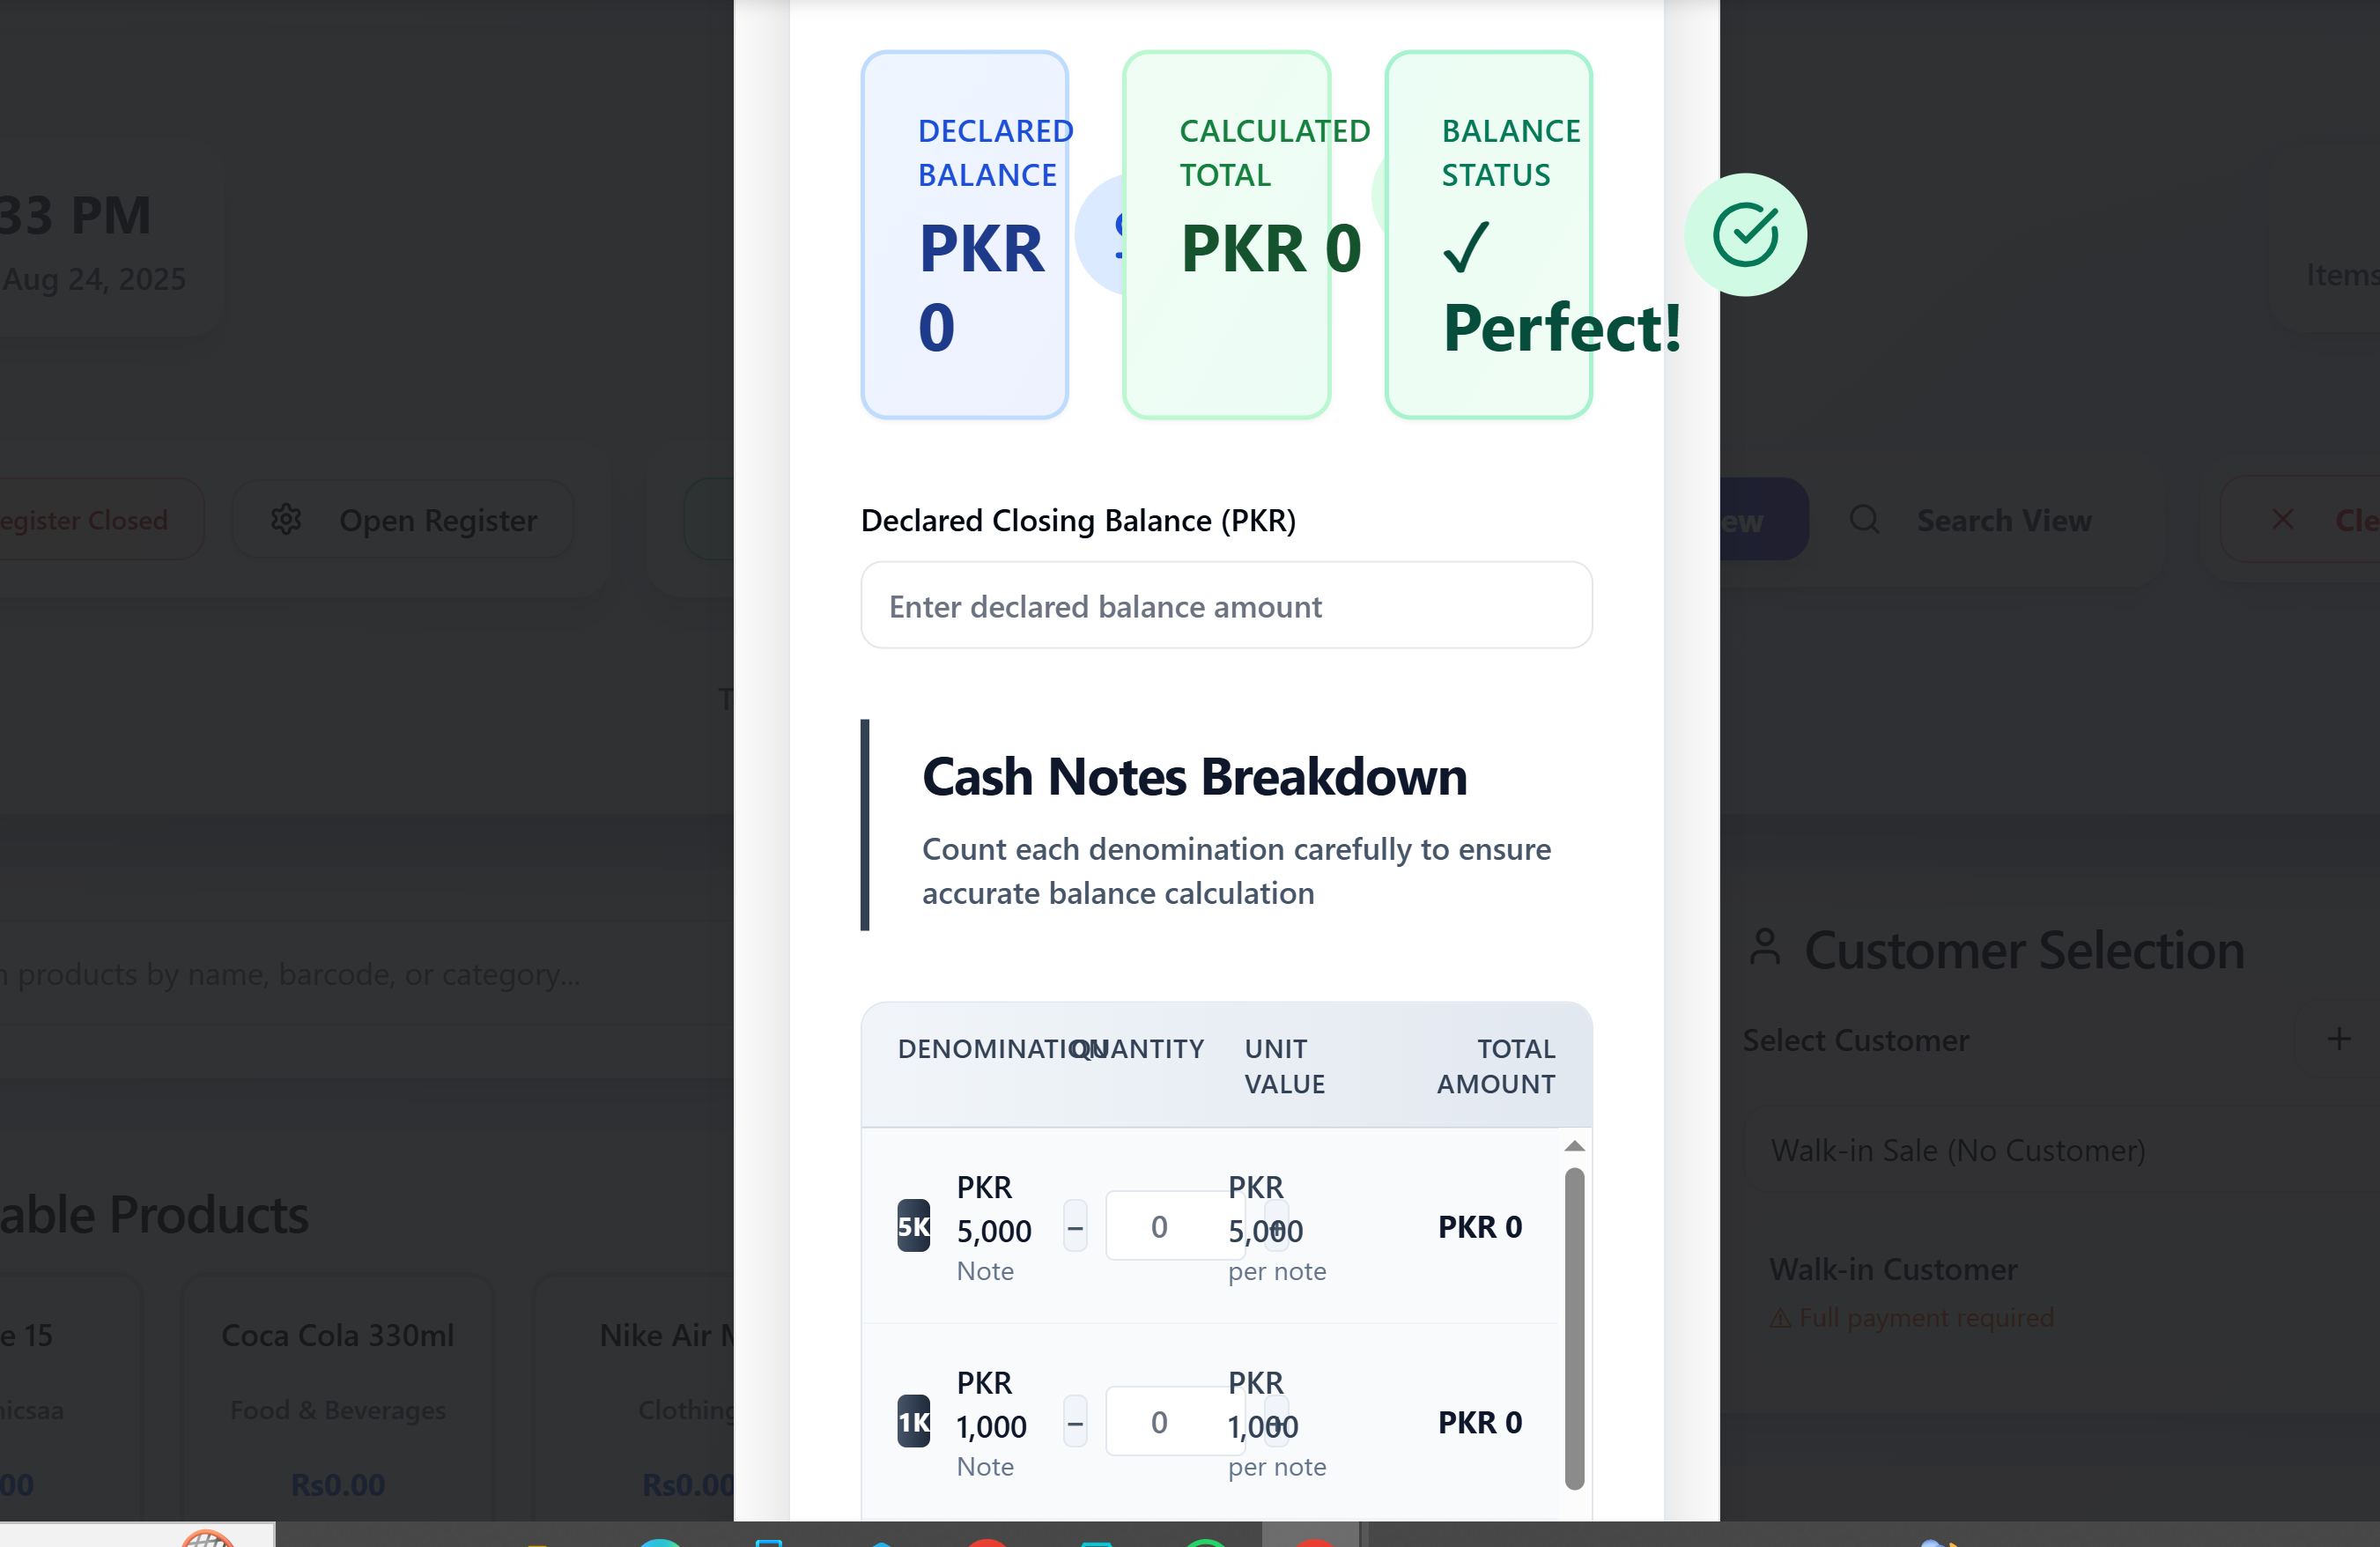 DECLARED
BALANCE
PKR
0
CALCULATED
TOTAL
PKR 0
BALANCE
STATUS
✓
Perfect!
33 PM
Aug 24, 2025
Items
egister Closed
Open Register
ew
Search View
Cle
Declared Closing Balance (PKR)
Enter declared balance amount
T
Cash Notes Breakdown
Count each denomination carefully to ensure
accurate balance calculation
n products by name, barcode, or category...
Customer Selection
Select Customer
Walk-in Sale (No Customer)
Walk-in Customer
⚠ Full payment required
DENOMINATION
QUANTITY
UNIT
VALUE
TOTAL
AMOUNT
5K
PKR
5,000
Note
−
0
+
PKR
5,000
per note
PKR 0
1K
PKR
1,000
Note
−
0
+
PKR
1,000
per note
PKR 0
able Products
e 15
nicsaa
00
Coca Cola 330ml
Food & Beverages
Rs0.00
Nike Air M
Clothing
Rs0.00